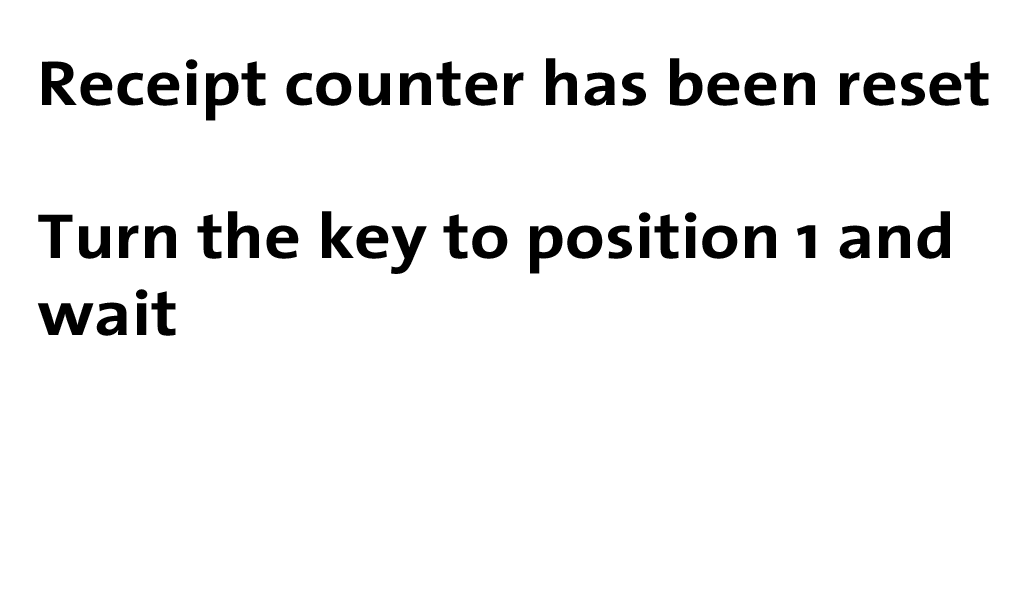 Receipt counter has been reset
Turn the key to position 1 and
wait